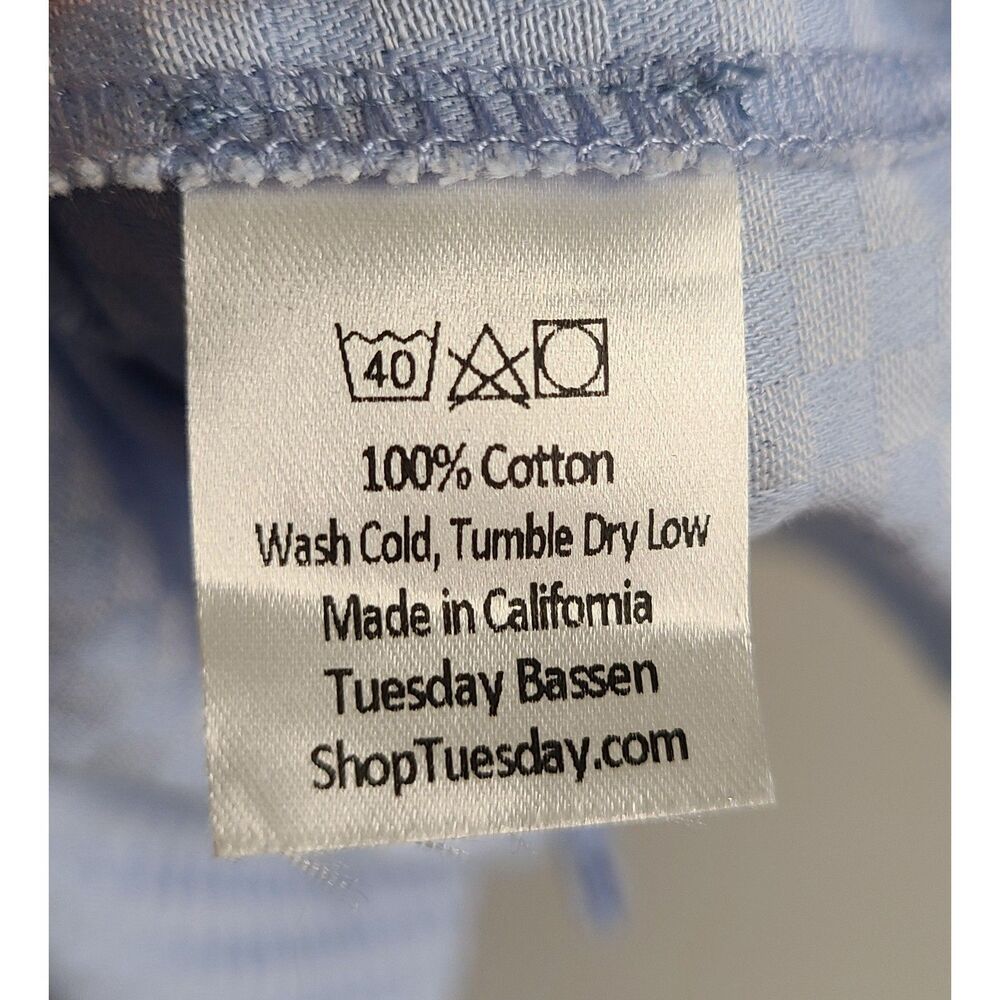 40
100% Cotton
Wash Cold, Tumble Dry Low
Made in California
Tuesday Bassen
ShopTuesday.com